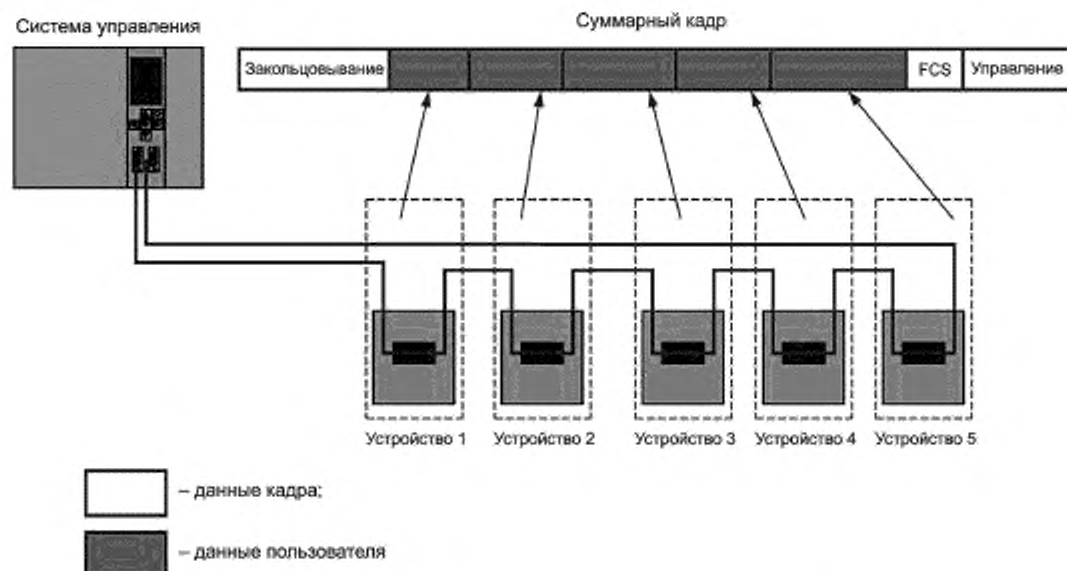 Система управления
Суммарный кадр
Закольцовывание
FCS
Управление
Устройство 1
Устройство 2
Устройство 3
Устройство 4
Устройство 5
– данные кадра;
– данные пользователя